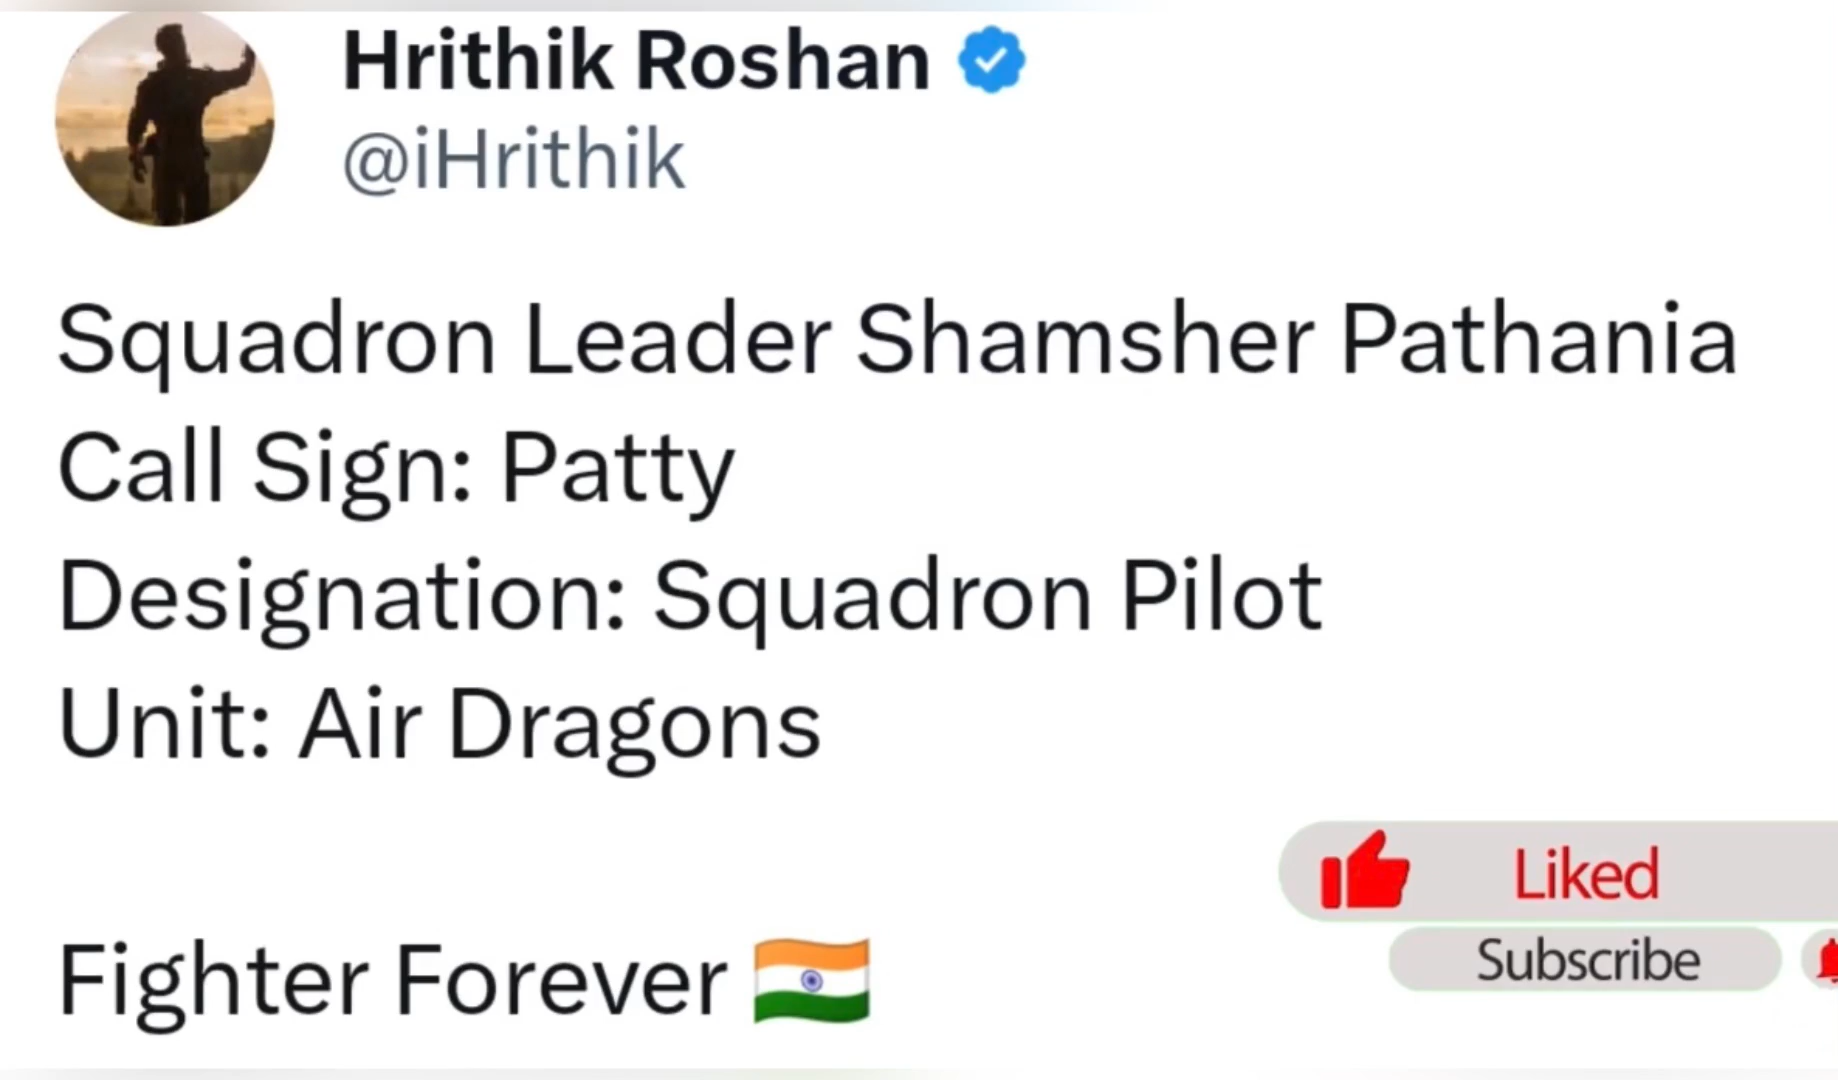 Hrithik Roshan
@iHrithik
Squadron Leader Shamsher Pathania
Call Sign: Patty
Designation: Squadron Pilot
Unit: Air Dragons
Fighter Forever 🇮🇳
Liked
Subscribe